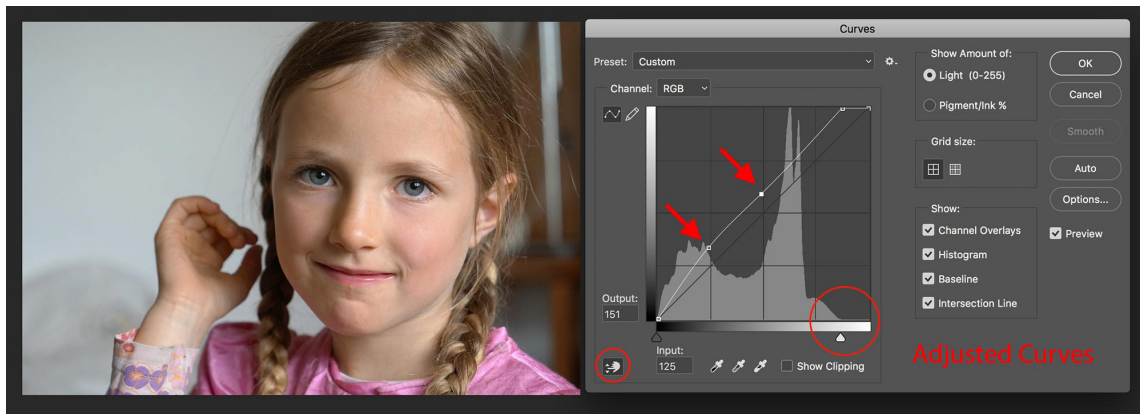 Curves
Preset: Custom
Channel: RGB
Output:
151
Input:
125
Show Clipping
Show Amount of:
Light (0-255)
Pigment/Ink %
Grid size:
Show:
Channel Overlays
Histogram
Baseline
Intersection Line
OK
Cancel
Smooth
Auto
Options...
Preview
Adjusted Curves